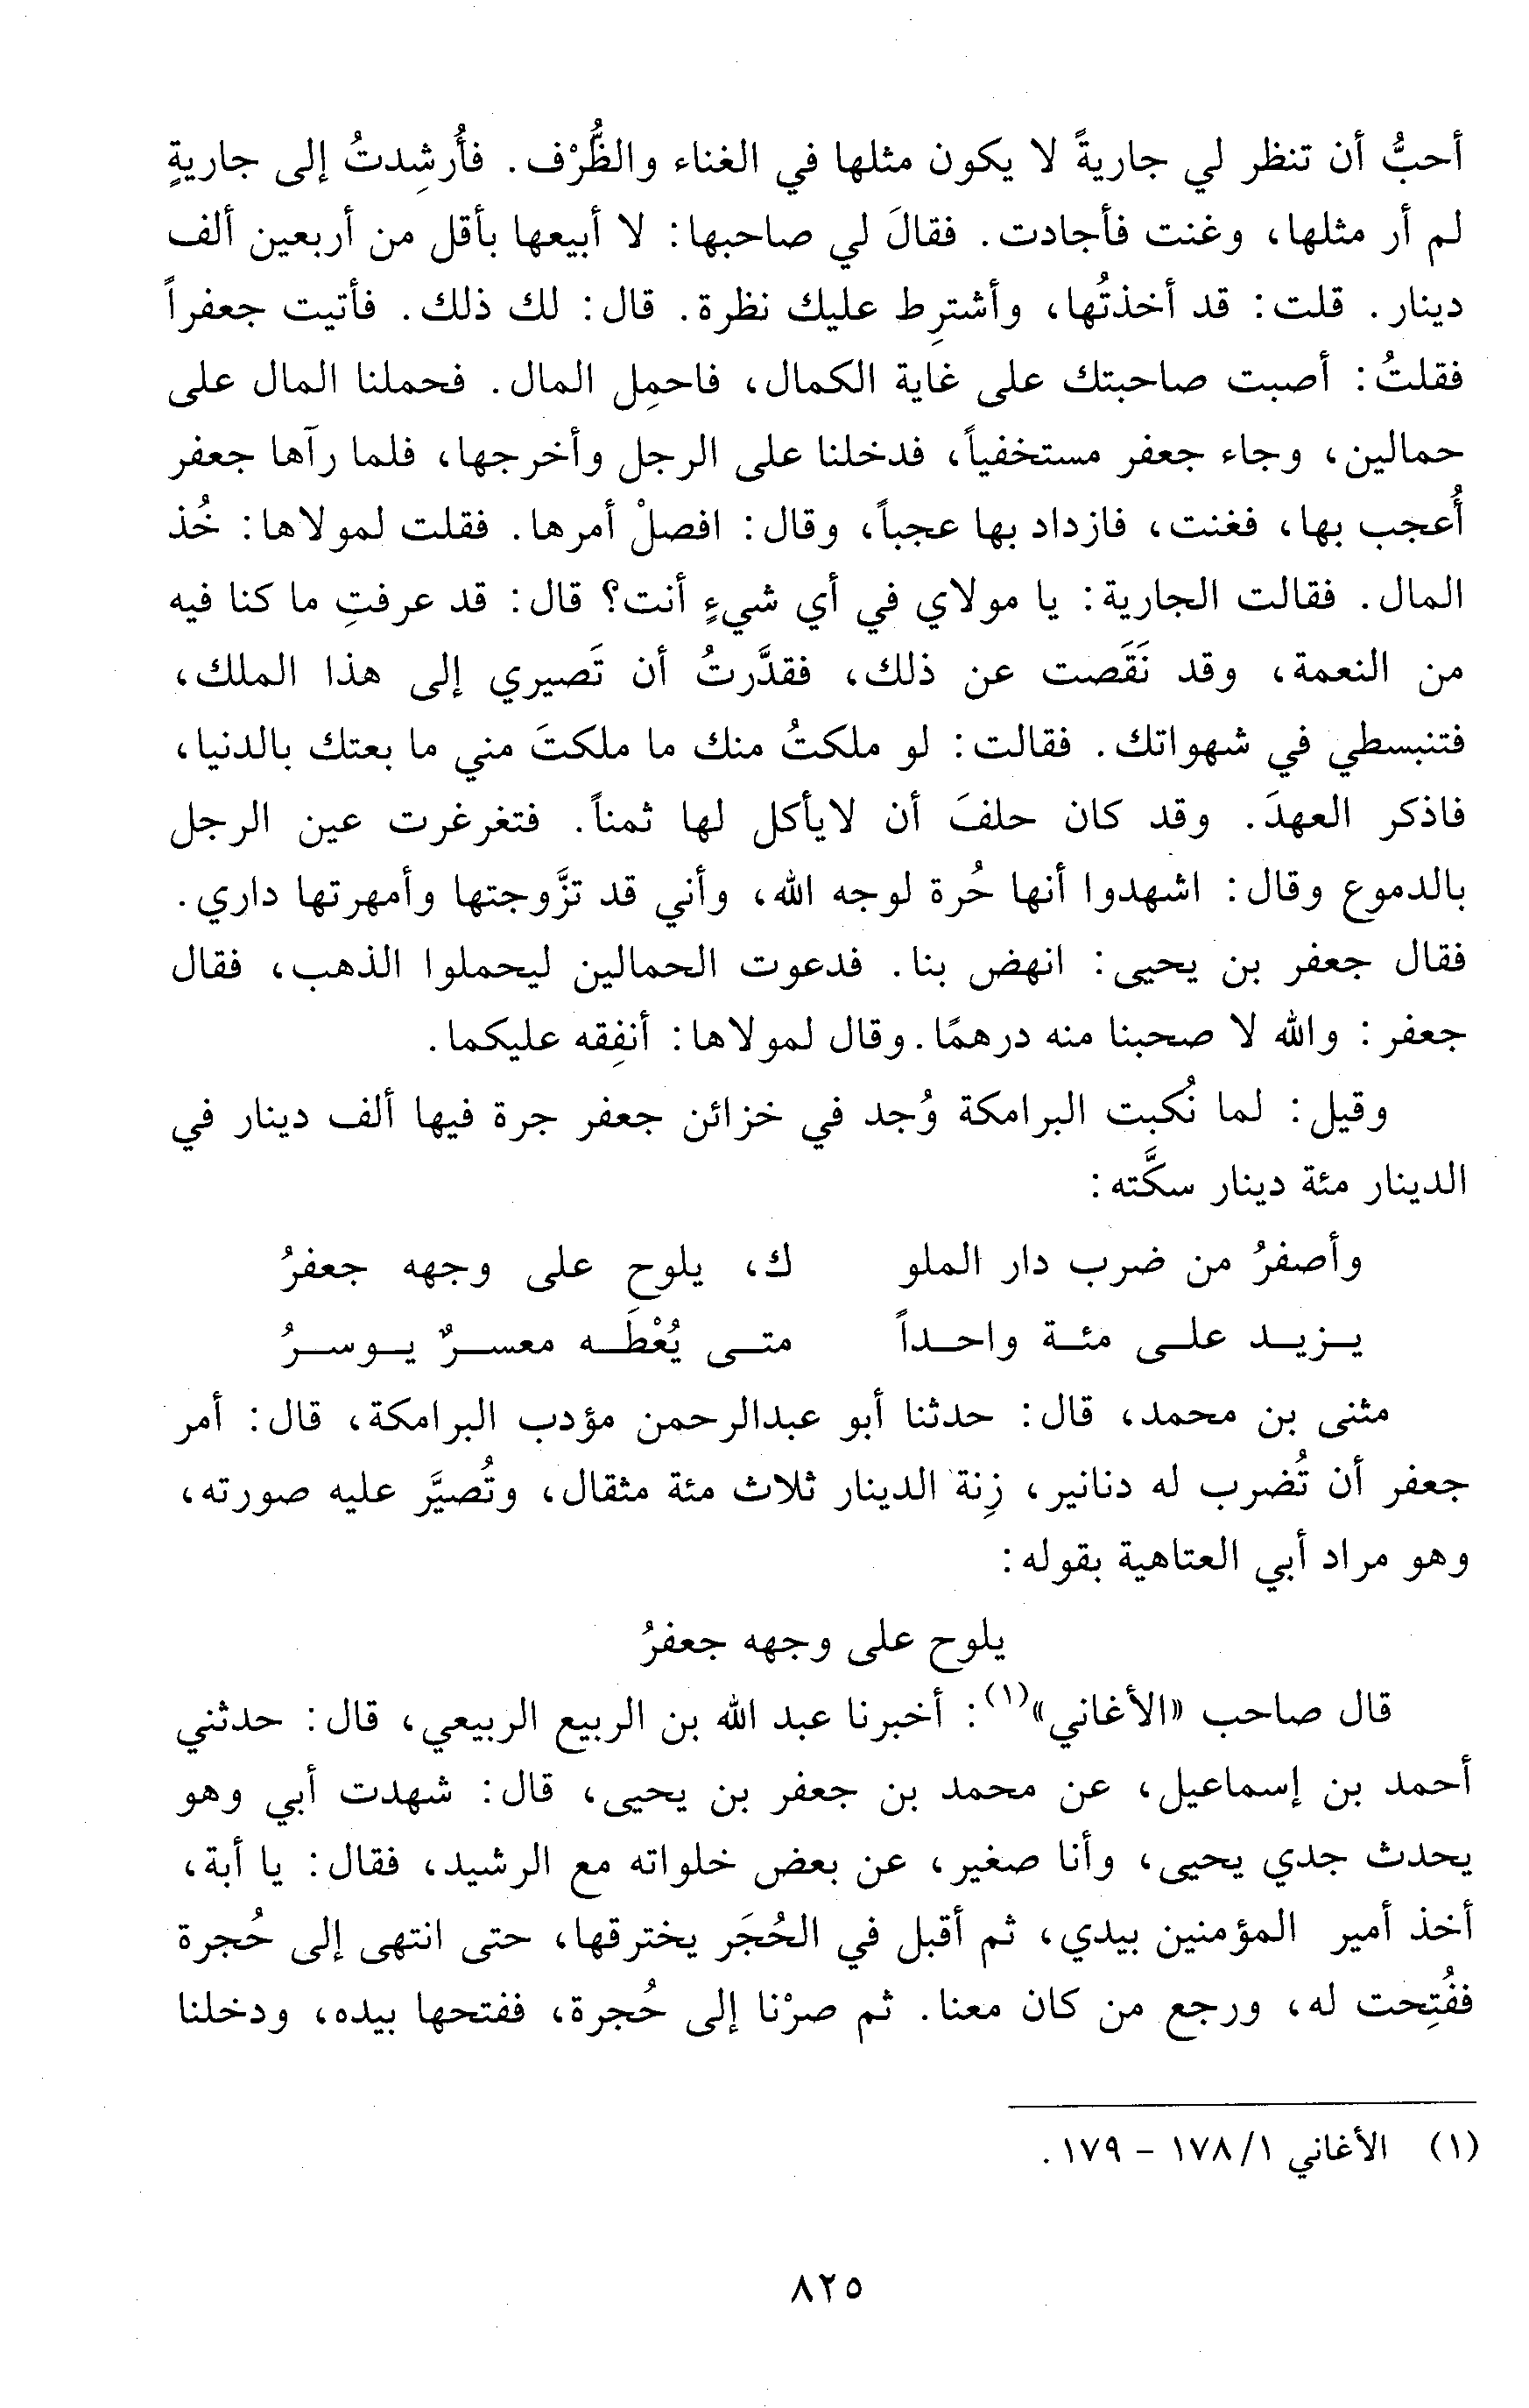 أحبُّ أن تنظر لي جاريةً لا يكون مثلها في الغناء والظُّرْف. فأُرشِدتُ إلى جاريةٍ
لم أر مثلها، وغنت فأجادت. فقالَ لي صاحبها: لا أبيعها بأقل من أربعين ألف
دينار. قلت: قد أخذتُها، وأشترِط عليك نظرة. قال: لك ذلك. فأتيت جعفراً
فقلتُ: أصبت صاحبتك على غاية الكمال، فاحمِل المال. فحملنا المال على
حمالين، وجاء جعفر مستخفياً، فدخلنا على الرجل وأخرجها، فلما رآها جعفر
أُعجب بها، فغنت، فازداد بها عجباً، وقال: افصلْ أمرها. فقلت لمولاها: خُذ
المال. فقالت الجارية: يا مولاي في أي شيءٍ أنت؟ قال: قد عرفتِ ما كنا فيه
من النعمة، وقد نَقَصت عن ذلك، فقدَّرتُ أن تَصيري إلى هذا الملك،
فتنبسطي في شهواتك. فقالت: لو ملكتُ منك ما ملكتَ مني ما بعتك بالدنيا،
فاذكر العهدَ. وقد كان حلفَ أن لايأكل لها ثمناً. فتغرغرت عين الرجل
بالدموع وقال: اشهدوا أنها حُرة لوجه الله، وأني قد تزَّوجتها وأمهرتها داري.
فقال جعفر بن يحيى: انهض بنا. فدعوت الحمالين ليحملوا الذهب، فقال
جعفر: والله لا صحبنا منه درهمًا. وقال لمولاها: أنفِقه عليكما.
وقيل: لما نُكبت البرامكة وُجد في خزائن جعفر جرة فيها ألف دينار في
الدينار مئة دينار سكَّته:
وأصفرُ من ضرب دار الملو ك، يلوح على وجهه جعفرُ
يـزيـد علـى مئـة واحـداً متـى يُعْطَـه معسـرٌ يـوسـرُ
مثنى بن محمد، قال: حدثنا أبو عبدالرحمن مؤدب البرامكة، قال: أمر
جعفر أن تُضرب له دنانير، زِنة الدينار ثلاث مئة مثقال، وتُصيَّر عليه صورته،
وهو مراد أبي العتاهية بقوله:
يلوح على وجهه جعفرُ
قال صاحب «الأغاني»(١): أخبرنا عبد الله بن الربيع الربيعي، قال: حدثني
أحمد بن إسماعيل، عن محمد بن جعفر بن يحيى، قال: شهدت أبي وهو
يحدث جدي يحيى، وأنا صغير، عن بعض خلواته مع الرشيد، فقال: يا أبة،
أخذ أمير المؤمنين بيدي، ثم أقبل في الحُجَر يخترقها، حتى انتهى إلى حُجرة
ففُتِحت له، ورجع من كان معنا. ثم صرْنا إلى حُجرة، ففتحها بيده، ودخلنا
(١) الأغاني ١/ ١٧٨ - ١٧٩.
٨٢٥